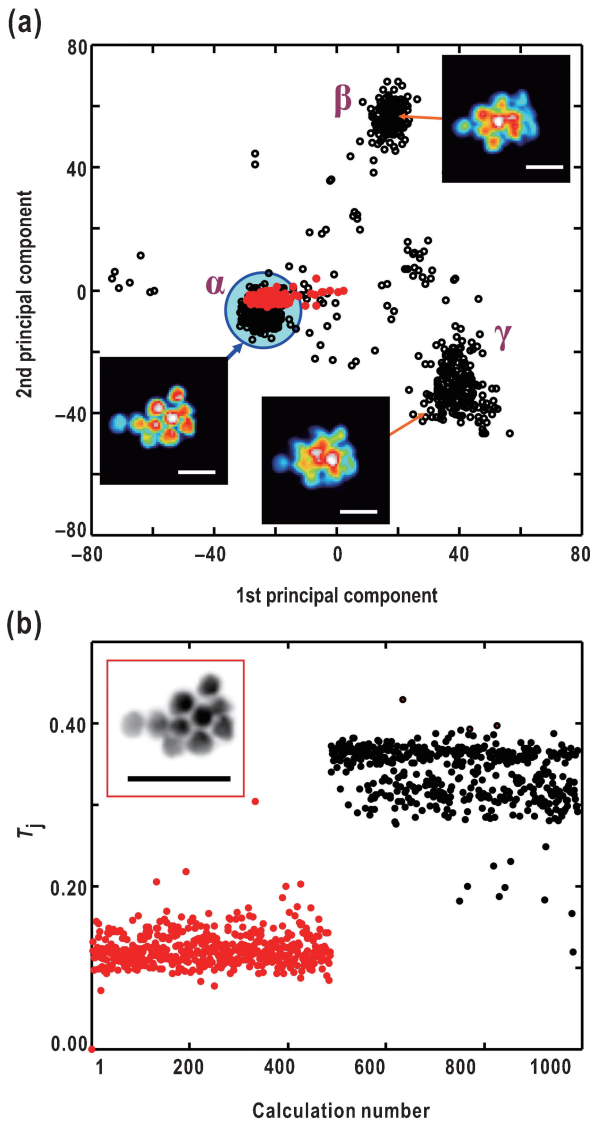 (a)
80
40
0
−40
−80
2nd principal component
β
α
γ
−80
−40
0
40
80
1st principal component
(b)
0.40
0.20
0.00
Tj
1
200
400
600
800
1000
Calculation number